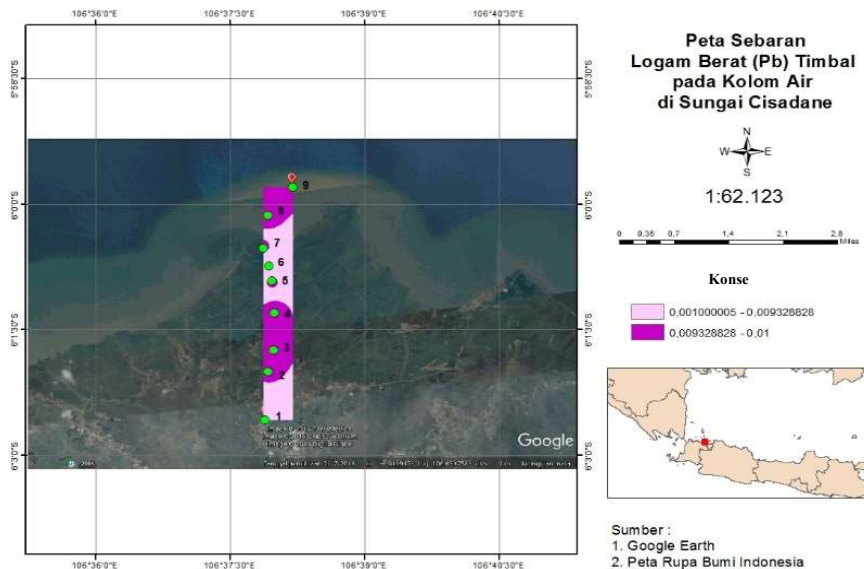 106°36'0"E 106°37'30"E 106°39'0"E 106°40'30"E
5°58'30"S 5°58'30"S
6°0'0"S 6°0'0"S
6°1'30"S 6°1'30"S
6°3'0"S 6°3'0"S
9
8
7
6
5
4
3
2
1
Google
106°36'0"E 106°37'30"E 106°39'0"E 106°40'30"E
Peta Sebaran
Logam Berat (Pb) Timbal
pada Kolom Air
di Sungai Cisadane
N
W E
S
1:62.123
0 0,35 0,7 1,4 2,1 2,8
Miles
Konse
0,001000005 - 0,009328828
0,009328828 - 0,01
Sumber :
1. Google Earth
2. Peta Rupa Bumi Indonesia